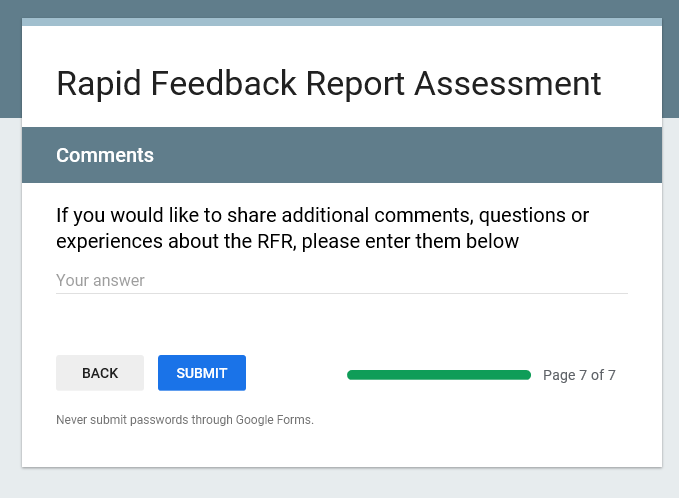 Rapid Feedback Report Assessment
Comments
If you would like to share additional comments, questions or
experiences about the RFR, please enter them below
Your answer
BACK
SUBMIT
Page 7 of 7
Never submit passwords through Google Forms.